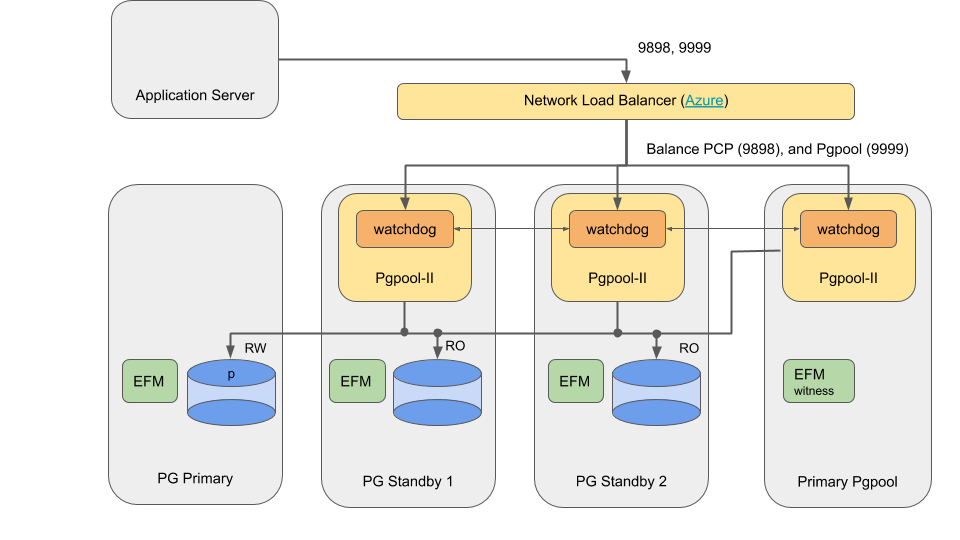 9898, 9999
Application Server
Network Load Balancer (Azure)
Balance PCP (9898), and Pgpool (9999)
watchdog
watchdog
watchdog
Pgpool-II
Pgpool-II
Pgpool-II
RW
RO
RO
EFM
p
EFM
EFM
EFM
witness
PG Primary
PG Standby 1
PG Standby 2
Primary Pgpool